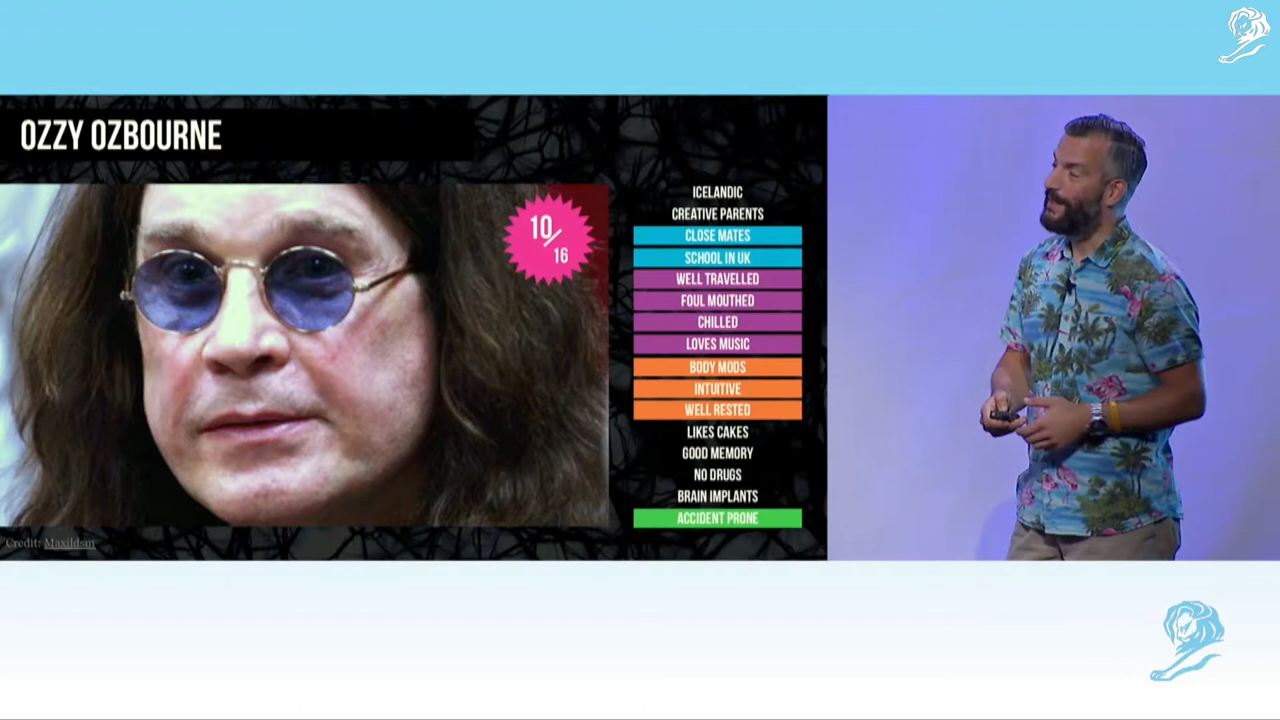 OZZY OZBOURNE
10/16
ICELANDIC
CREATIVE PARENTS
CLOSE MATES
SCHOOL IN UK
WELL TRAVELLED
FOUL MOUTHED
CHILLED
LOVES MUSIC
BODY MODS
INTUITIVE
WELL RESTED
LIKES CAKES
GOOD MEMORY
NO DRUGS
BRAIN IMPLANTS
ACCIDENT PRONE
Credit: Maxildsm